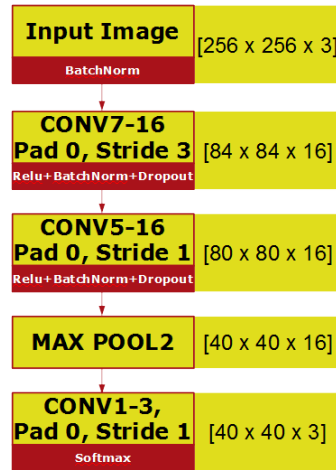 Input Image
[256 x 256 x 3]
BatchNorm
CONV7-16
Pad 0, Stride 3
[84 x 84 x 16]
Relu+BatchNorm+Dropout
CONV5-16
Pad 0, Stride 1
[80 x 80 x 16]
Relu+BatchNorm+Dropout
MAX POOL2
[40 x 40 x 16]
CONV1-3,
Pad 0, Stride 1
[40 x 40 x 3]
Softmax